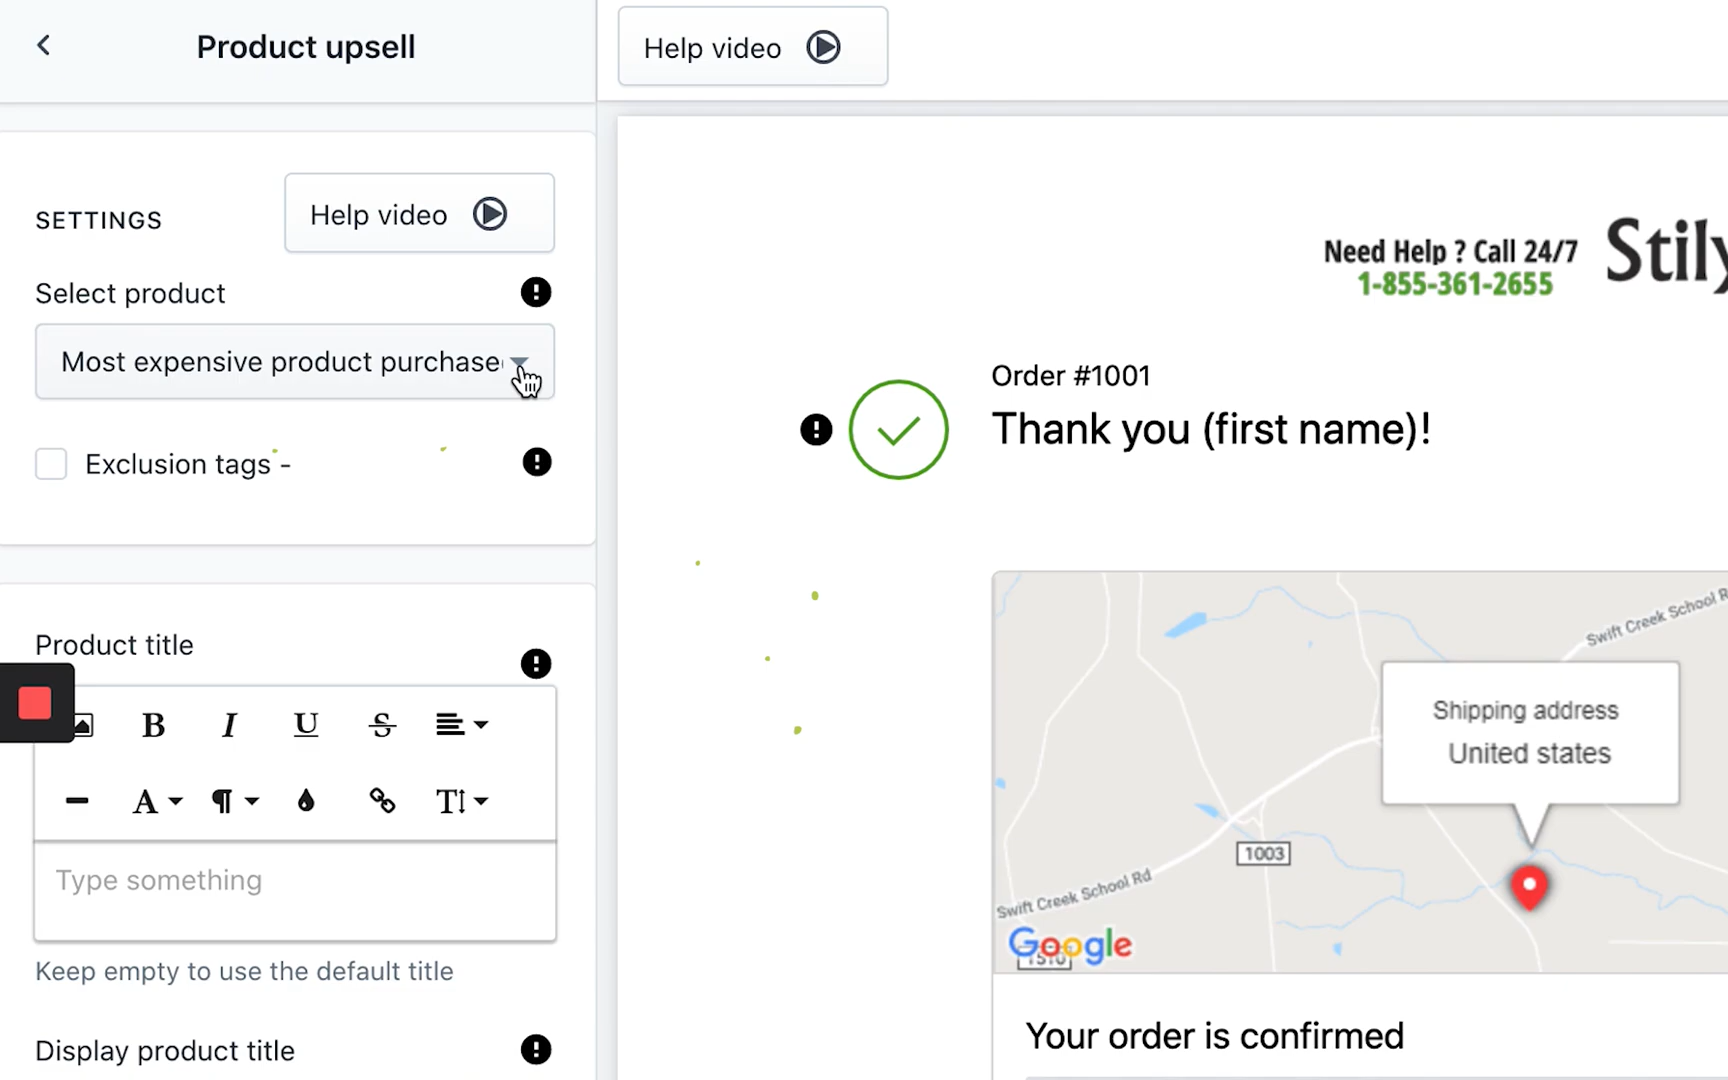 Product upsell
Help video
SETTINGS
Help video
Select product
Most expensive product purchase
Exclusion tags -
Product title
B I U S
A ¶ T
Type something
Keep empty to use the default title
Display product title
Need Help ? Call 24/7
1-855-361-2655
Stily
Order #1001
Thank you (first name)!
Swift Creek School R
Shipping address
United states
1003
Swift Creek School Rd
Google
1510
Your order is confirmed